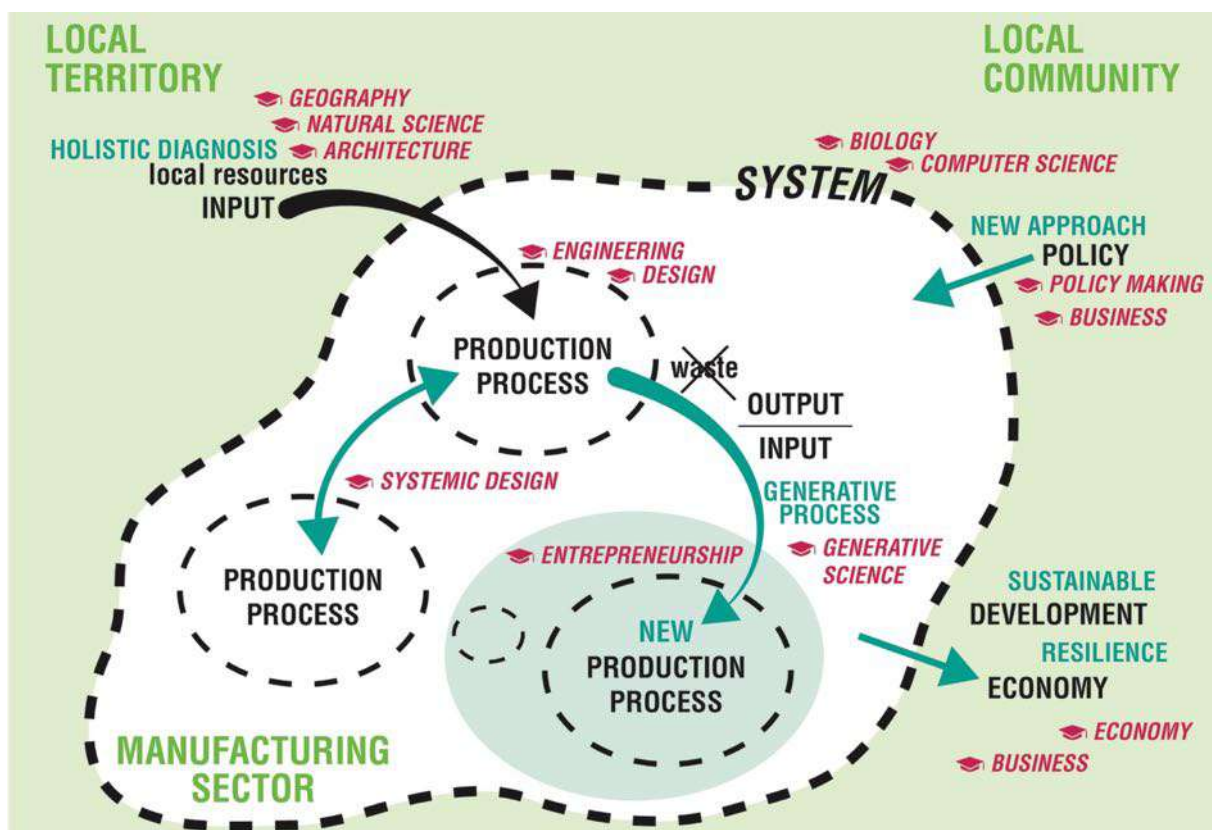 LOCAL
TERRITORY
LOCAL
COMMUNITY
GEOGRAPHY
NATURAL SCIENCE
HOLISTIC DIAGNOSIS ARCHITECTURE
local resources
INPUT
BIOLOGY
COMPUTER SCIENCE
SYSTEM
NEW APPROACH
POLICY
POLICY MAKING
BUSINESS
ENGINEERING
DESIGN
PRODUCTION
PROCESS
waste
OUTPUT
INPUT
GENERATIVE
PROCESS
GENERATIVE
SCIENCE
SYSTEMIC DESIGN
PRODUCTION
PROCESS
ENTREPRENEURSHIP
NEW
PRODUCTION
PROCESS
SUSTAINABLE
DEVELOPMENT
RESILIENCE
ECONOMY
ECONOMY
BUSINESS
MANUFACTURING
SECTOR